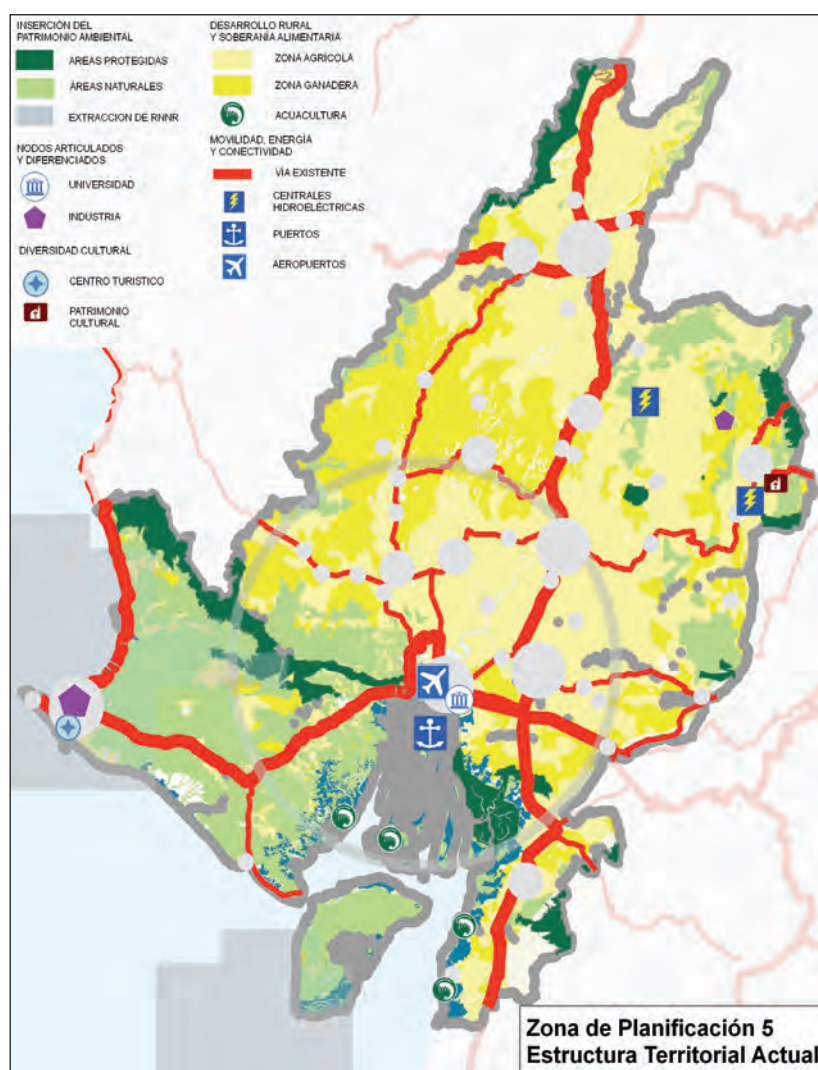 INSERCIÓN DEL
PATRIMONIO AMBIENTAL
AREAS PROTEGIDAS
ÁREAS NATURALES
EXTRACCION DE RNNR
NODOS ARTICULADOS
Y DIFERENCIADOS
UNIVERSIDAD
INDUSTRIA
DIVERSIDAD CULTURAL
CENTRO TURISTICO
PATRIMONIO
CULTURAL
DESARROLLO RURAL
Y SOBERANÍA ALIMENTARIA
ZONA AGRÍCOLA
ZONA GANADERA
ACUACULTURA
MOVILIDAD, ENERGÍA
Y CONECTIVIDAD
VÍA EXISTENTE
CENTRALES
HIDROELÉCTRICAS
PUERTOS
AEROPUERTOS
Zona de Planificación 5
Estructura Territorial Actual